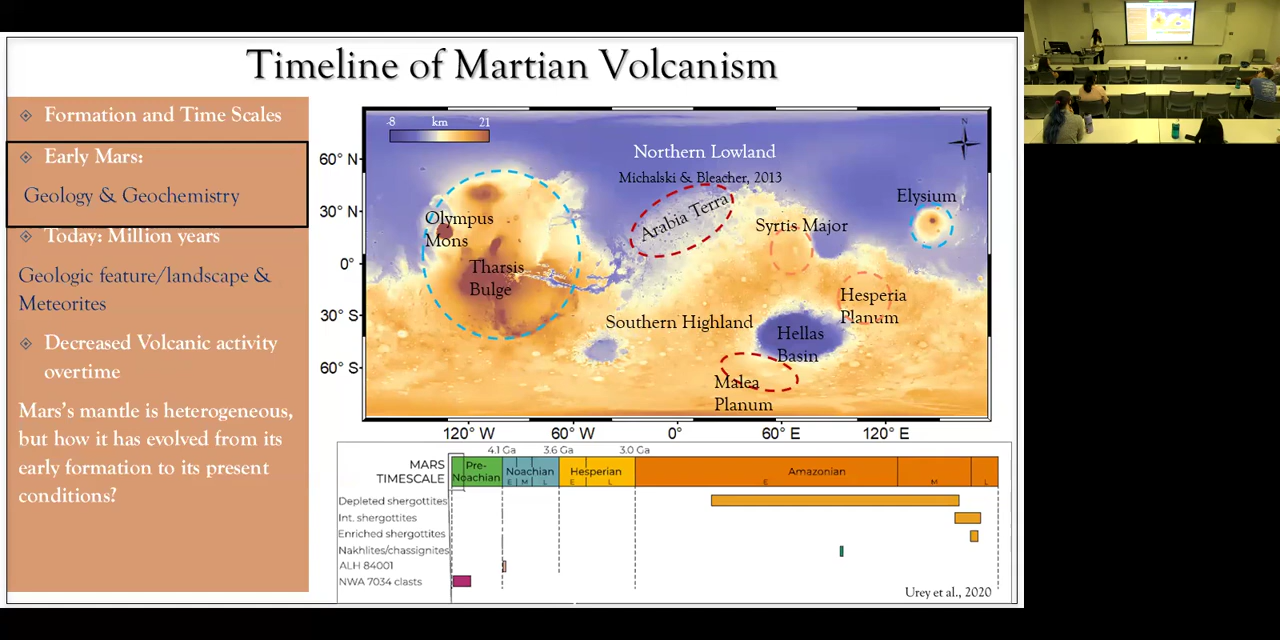 Timeline of Martian Volcanism
Formation and Time Scales
Early Mars:
Geology & Geochemistry
Today: Million years
Geologic feature/landscape &
Meteorites
Decreased Volcanic activity
overtime
Mars's mantle is heterogeneous,
but how it has evolved from its
early formation to its present
conditions?
-8 km 21
N
60° N
30° N
0°
30° S
60° S
Northern Lowland
Michalski & Bleacher, 2013
Arabia Terra
Elysium
Olympus
Mons
Syrtis Major
Tharsis
Bulge
Hesperia
Planum
Southern Highland
Hellas
Basin
Malea
Planum
120° W 60° W 0° 60° E 120° E
4.1 Ga 3.6 Ga 3.0 Ga
MARS
TIMESCALE
Pre-
Noachian
Noachian
E M L
Hesperian
E L
Amazonian
E M L
Depleted shergottites
Int. shergottites
Enriched shergottites
Nakhlites/chassignites
ALH 84001
NWA 7034 clasts
Urey et al., 2020